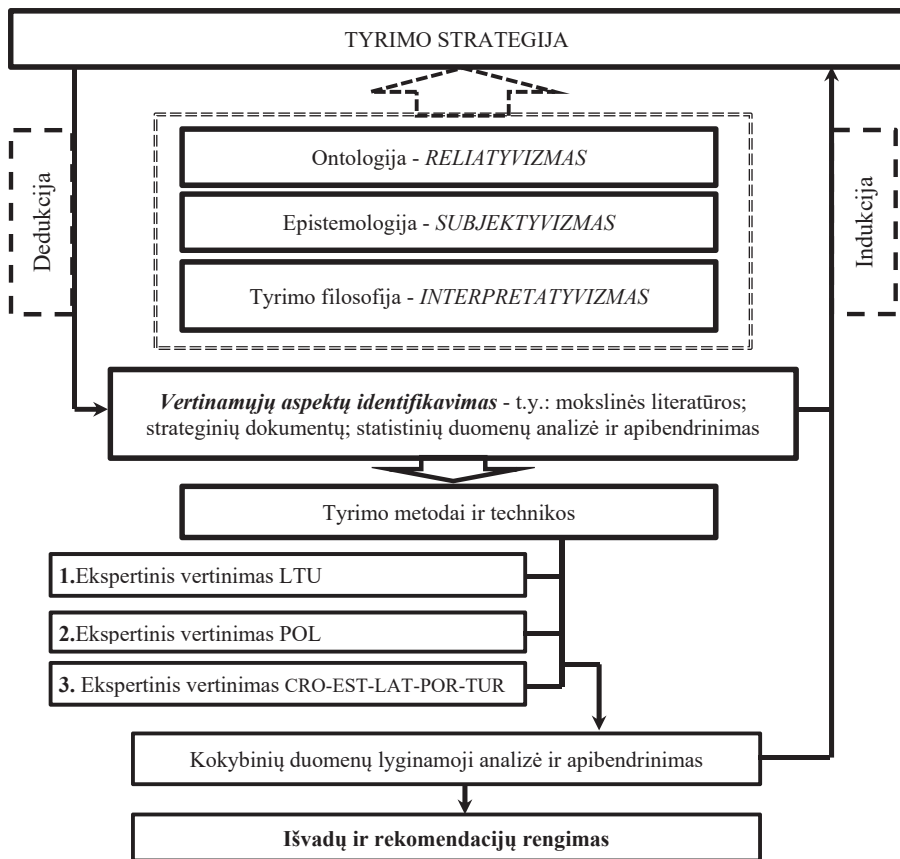 TYRIMO STRATEGIJA
Dedukcija
Ontologija - RELIATYVIZMAS
Epistemologija - SUBJEKTYVIZMAS
Tyrimo filosofija - INTERPRETATYVIZMAS
Indukcija
Vertinamųjų aspektų identifikavimas - t.y.: mokslinės literatūros;
strateginių dokumentų; statistinių duomenų analizė ir apibendrinimas
Tyrimo metodai ir technikos
1.Ekspertinis vertinimas LTU
2.Ekspertinis vertinimas POL
3. Ekspertinis vertinimas CRO-EST-LAT-POR-TUR
Kokybinių duomenų lyginamoji analizė ir apibendrinimas
Išvadų ir rekomendacijų rengimas